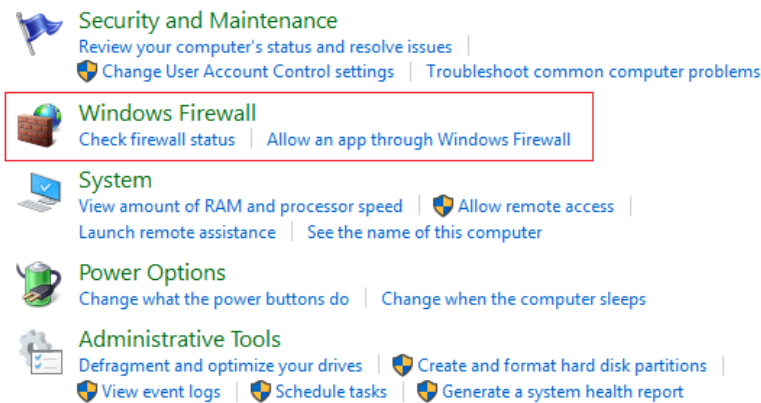 Security and Maintenance
Review your computer's status and resolve issues
Change User Account Control settings Troubleshoot common computer problems
Windows Firewall
Check firewall status Allow an app through Windows Firewall
System
View amount of RAM and processor speed Allow remote access
Launch remote assistance See the name of this computer
Power Options
Change what the power buttons do Change when the computer sleeps
Administrative Tools
Defragment and optimize your drives Create and format hard disk partitions
View event logs Schedule tasks Generate a system health report